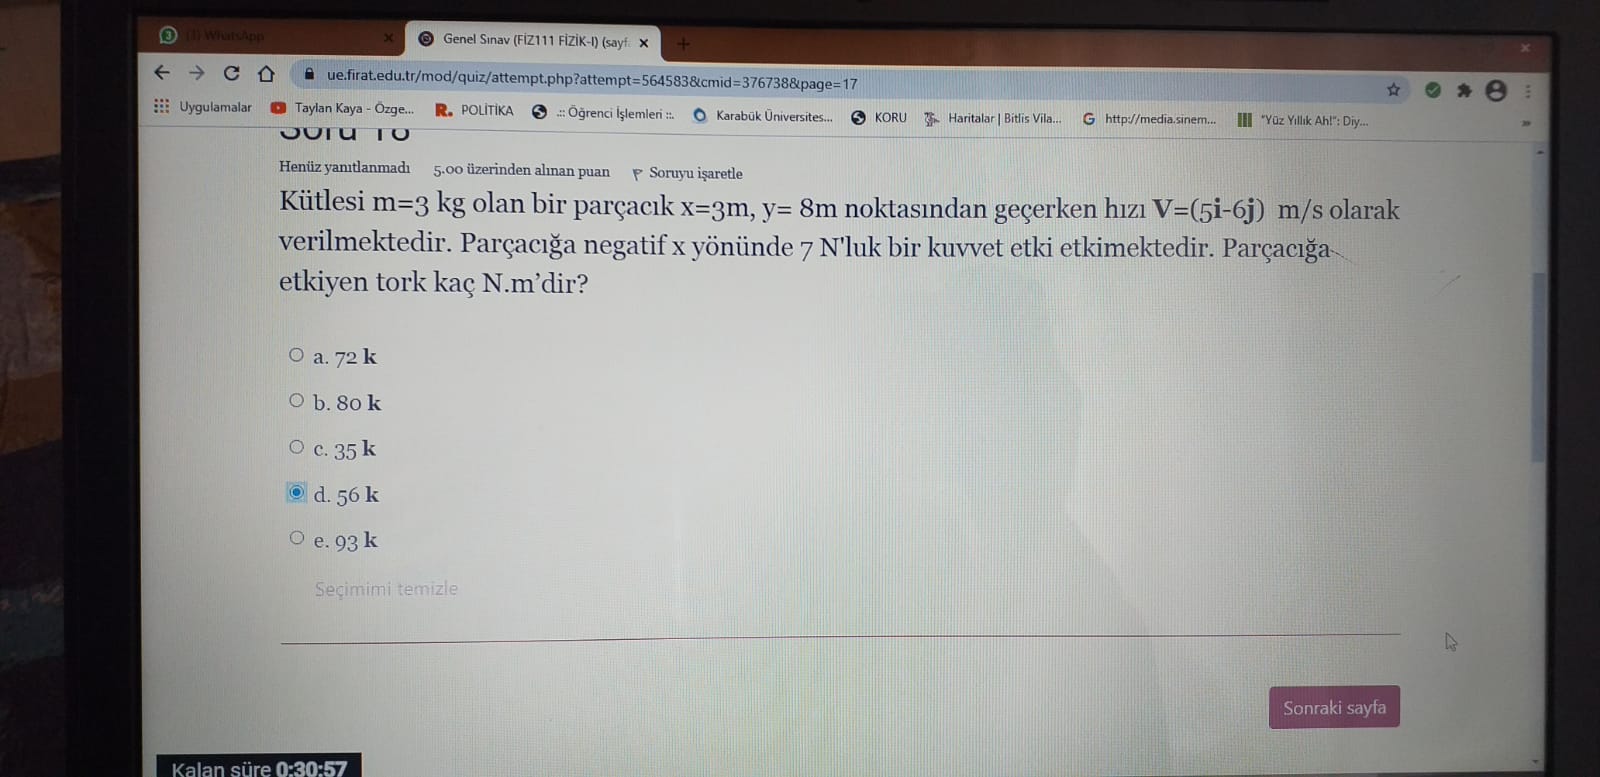 (3) WhatsApp
Genel Sınav (FİZ111 FİZİK-I) (sayf
ue.firat.edu.tr/mod/quiz/attempt.php?attempt=564583&cmid=376738&page=17
Uygulamalar Taylan Kaya - Özge... POLİTİKA .:: Öğrenci İşlemleri ::. Karabük Üniversites... KORU Haritalar | Bitlis Vila... http://media.sinem... "Yüz Yıllık Ah!": Diy... »
Soru 18
Henüz yanıtlanmadı 5.00 üzerinden alınan puan Soruyu işaretle
Kütlesi m=3 kg olan bir parçacık x=3m, y= 8m noktasından geçerken hızı V=(5i-6j) m/s olarak
verilmektedir. Parçacığa negatif x yönünde 7 N'luk bir kuvvet etki etkimektedir. Parçacığa
etkiyen tork kaç N.m’dir?
a. 72 k
b. 80 k
c. 35 k
d. 56 k
e. 93 k
Seçimimi temizle
Sonraki sayfa
Kalan süre 0:30:57